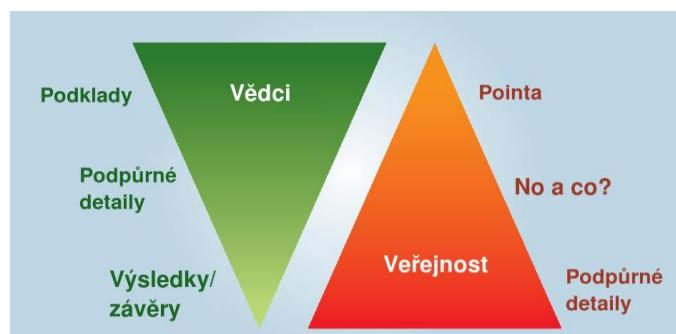 Vědci
Podklady
Podpůrné
detaily
Výsledky/
závěry
Pointa
No a co?
Veřejnost
Podpůrné
detaily